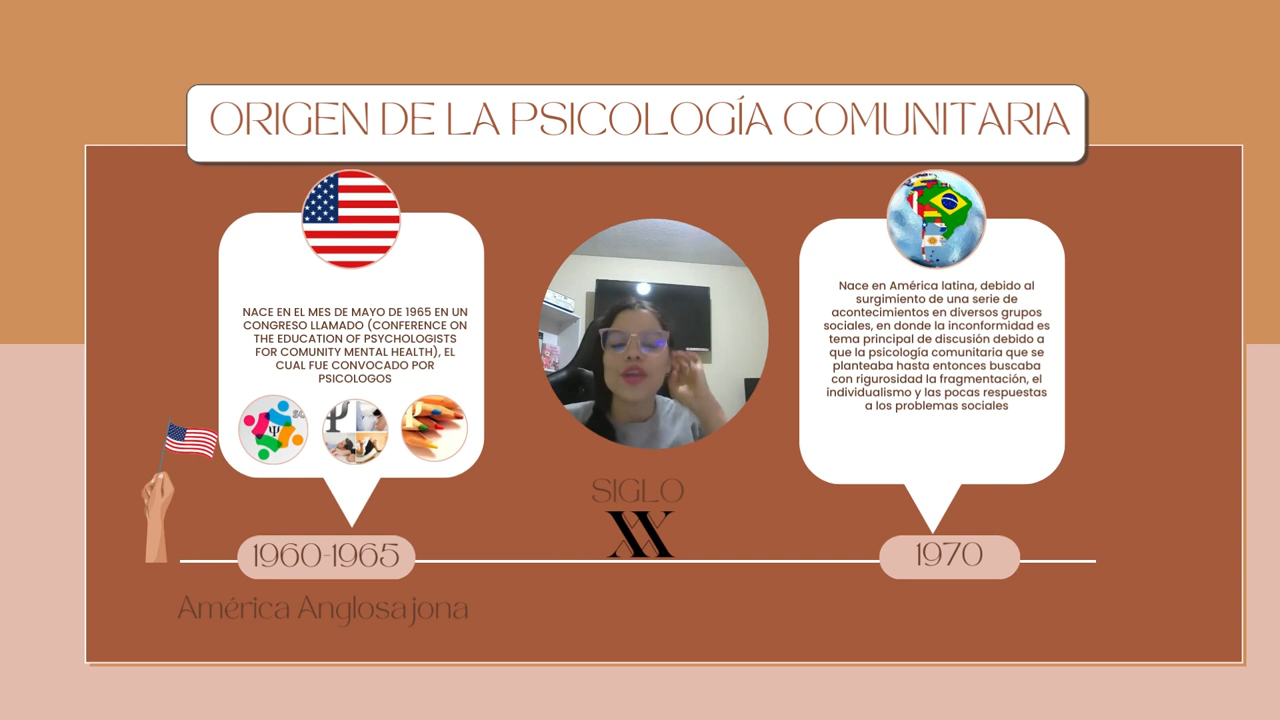 ORIGEN DE LA PSICOLOGÍA COMUNITARIA
NACE EN EL MES DE MAYO DE 1965 EN UN
CONGRESO LLAMADO (CONFERENCE ON
THE EDUCATION OF PSYCHOLOGISTS
FOR COMUNITY MENTAL HEALTH), EL
CUAL FUE CONVOCADO POR
PSICOLOGOS
1960-1965
América Anglosajona
SIGLO
XX
Nace en América latina, debido al
surgimiento de una serie de
acontecimientos en diversos grupos
sociales, en donde la inconformidad es
tema principal de discusión debido a
que la psicología comunitaria que se
planteaba hasta entonces buscaba
con rigurosidad la fragmentación, el
individualismo y las pocas respuestas
a los problemas sociales
1970